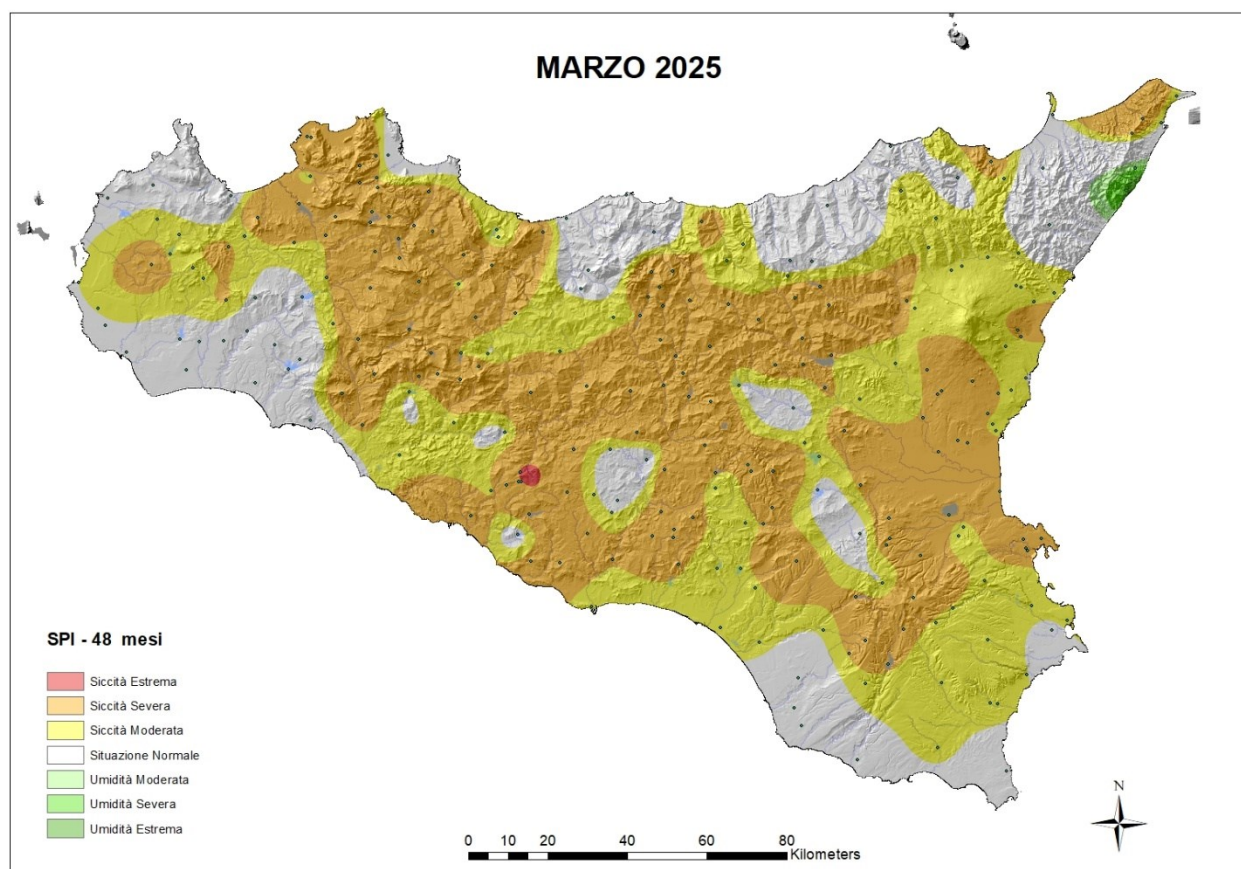 MARZO 2025
SPI - 48 mesi
Siccità Estrema
Siccità Severa
Siccità Moderata
Situazione Normale
Umidità Moderata
Umidità Severa
Umidità Estrema
N
0 10 20 40 60 80
Kilometers